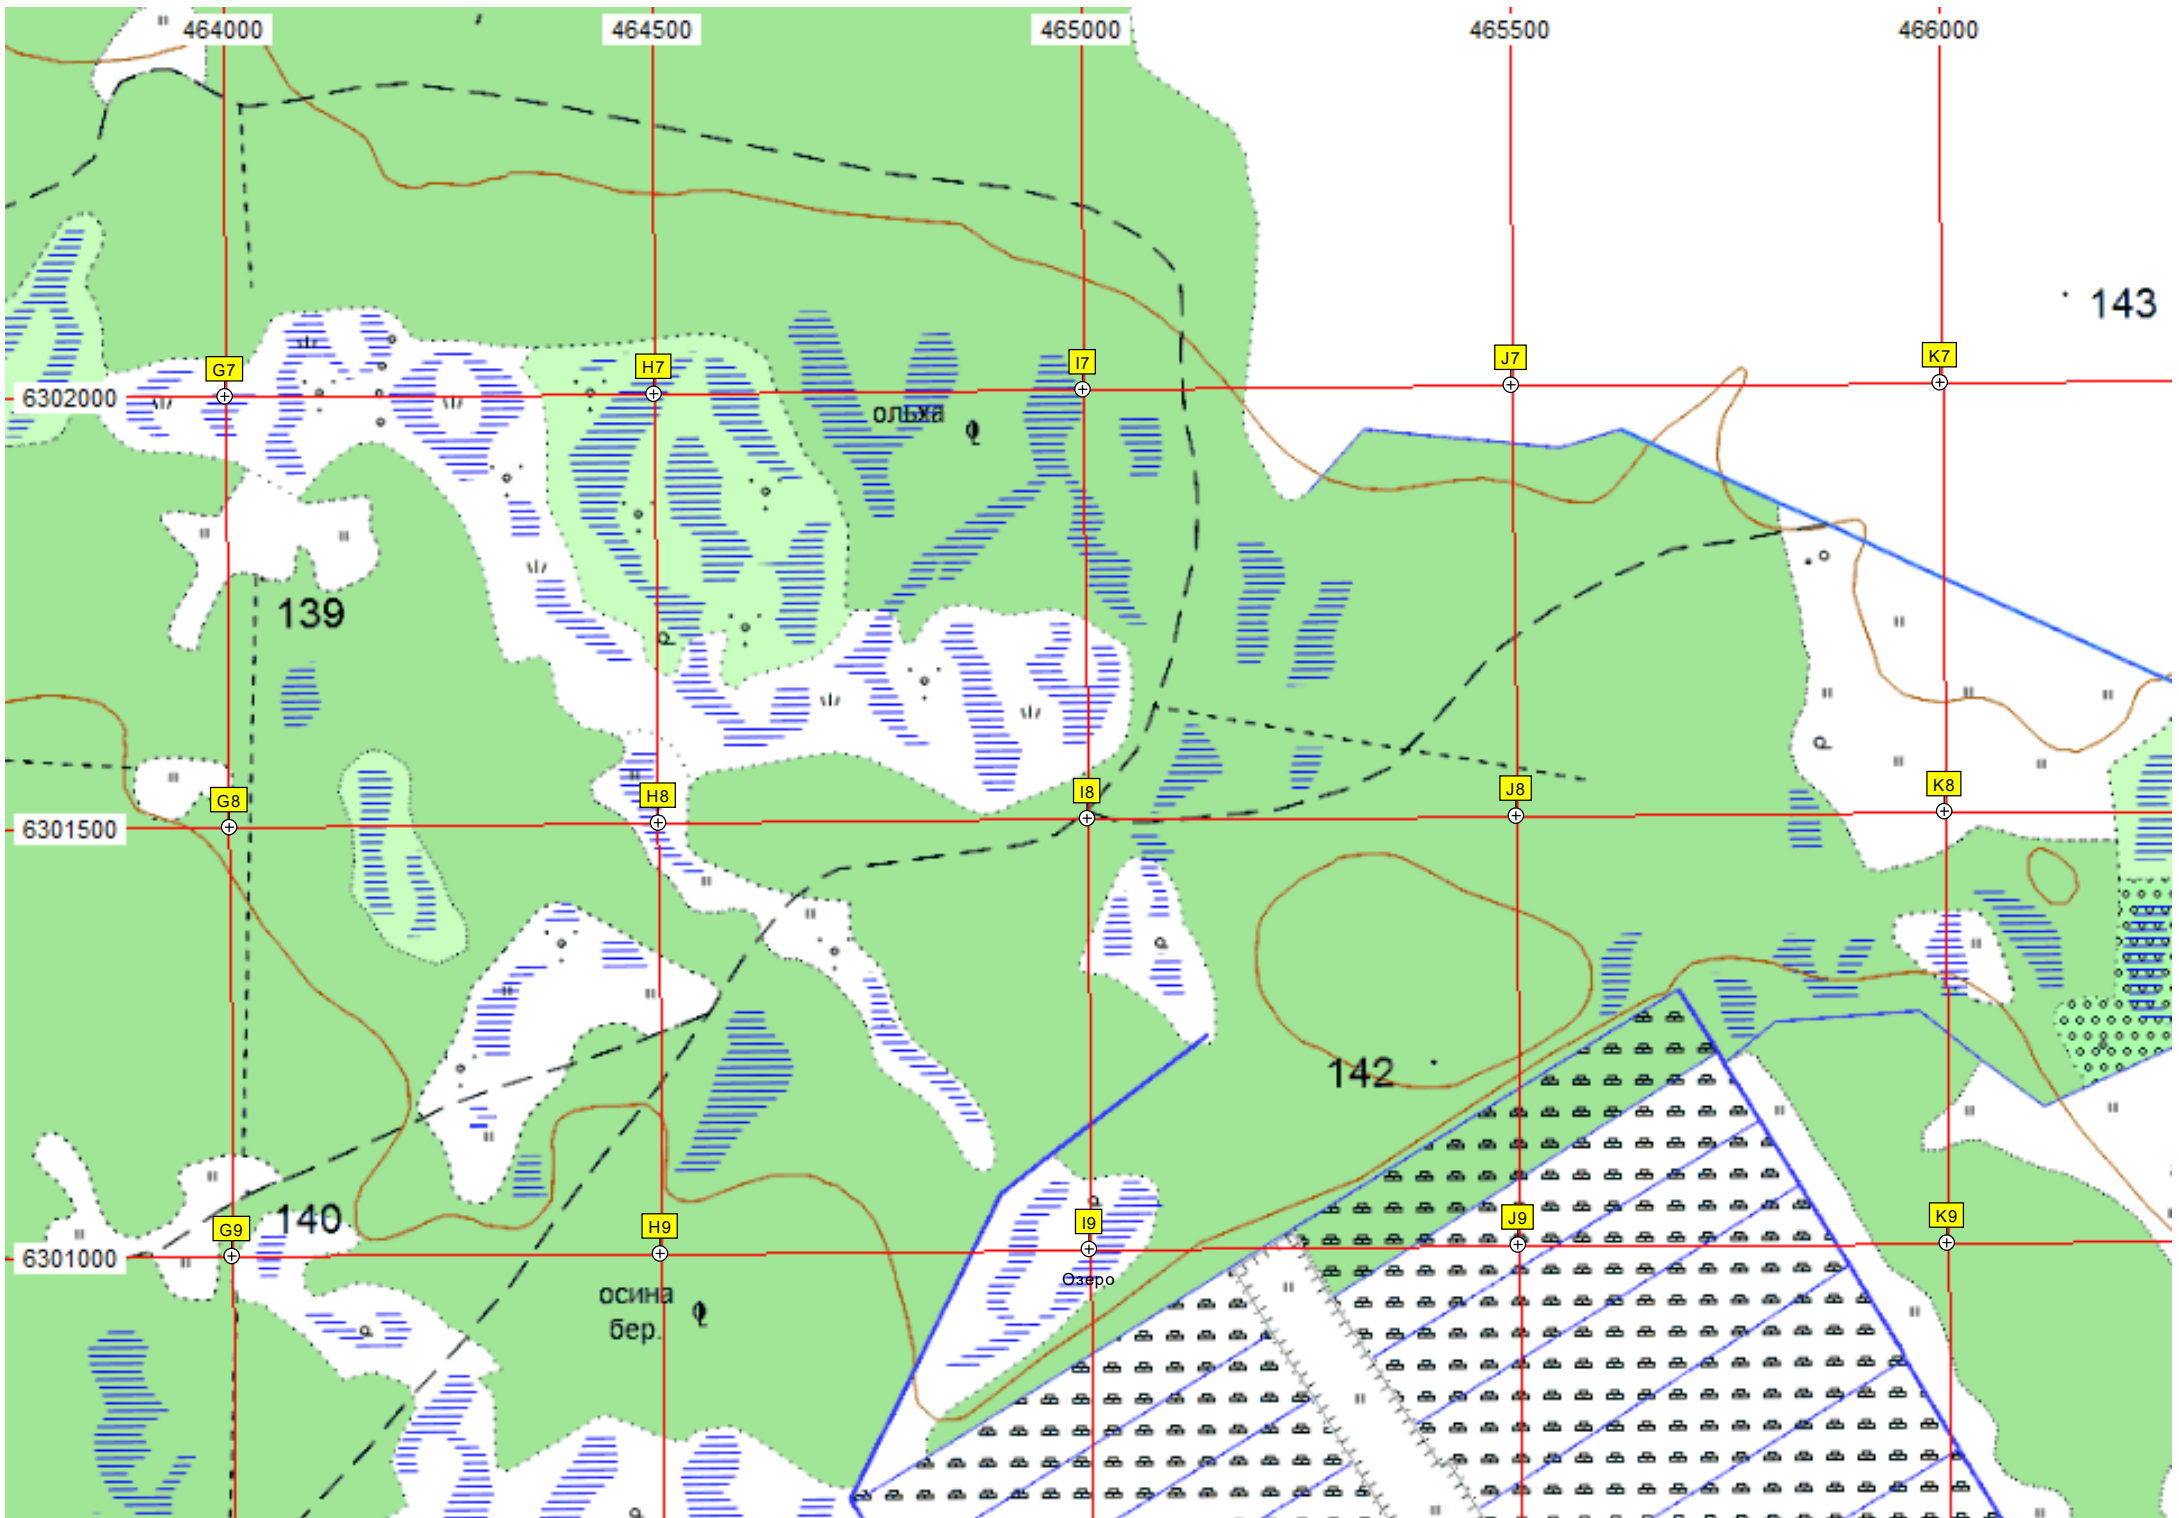 464000 464500 465000 465500 466000
143
G7 H7 I7 J7 K7
6302000
ольха
139
G8 H8 I8 J8 K8
6301500
142
140
G9 H9 I9 J9 K9
6301000
Озеро
осина
бер.